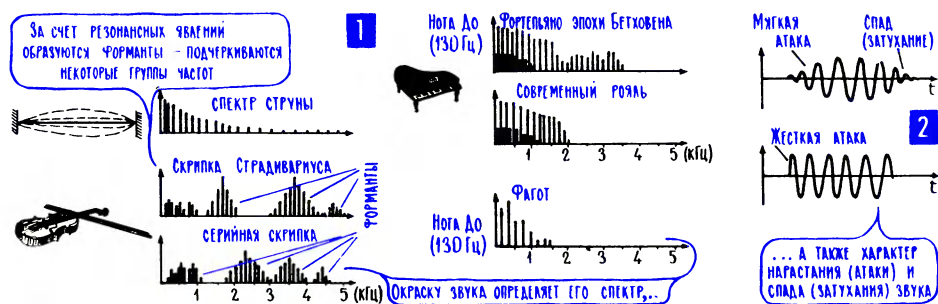 За счет резонансных явлений
образуются форманты – подчеркиваются
некоторые группы частот
1
Спектр струны
Скрипка Страдивариуса
Форманты
Серийная скрипка
1 2 3 4 5 (кГц)
Нота До
(130 Гц)
Фортепьяно эпохи Бетховена
Современный рояль
1 2 3 4 5 (кГц)
Нота До
(130 Гц)
Фагот
1 2 3 4 5
Окраску звука определяет его спектр,..
Мягкая
атака
Спад
(затухание)
t
2
Жесткая атака
t
... а также характер
нарастания (атаки) и
спада (затухания) звука